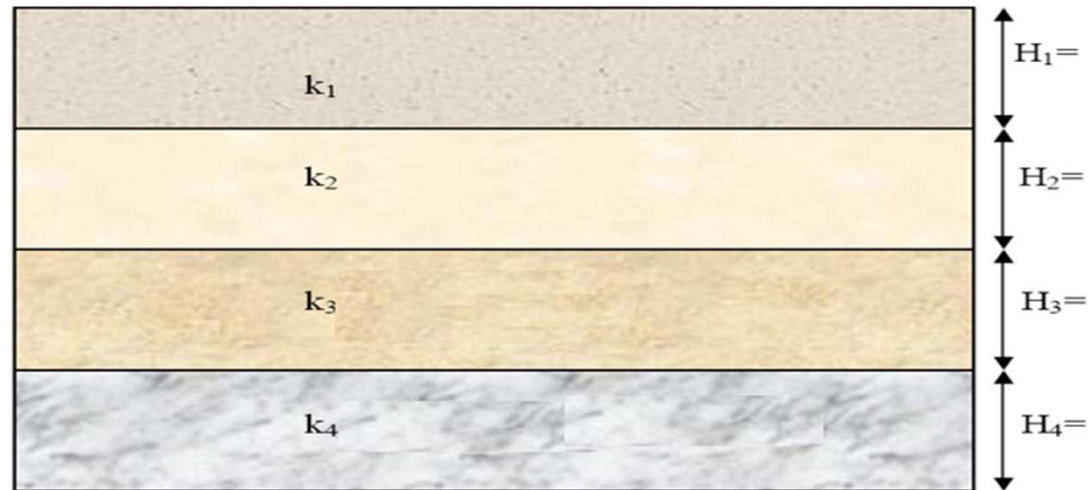 k₁ H₁=
k₂ H₂=
k₃ H₃=
k₄ H₄=